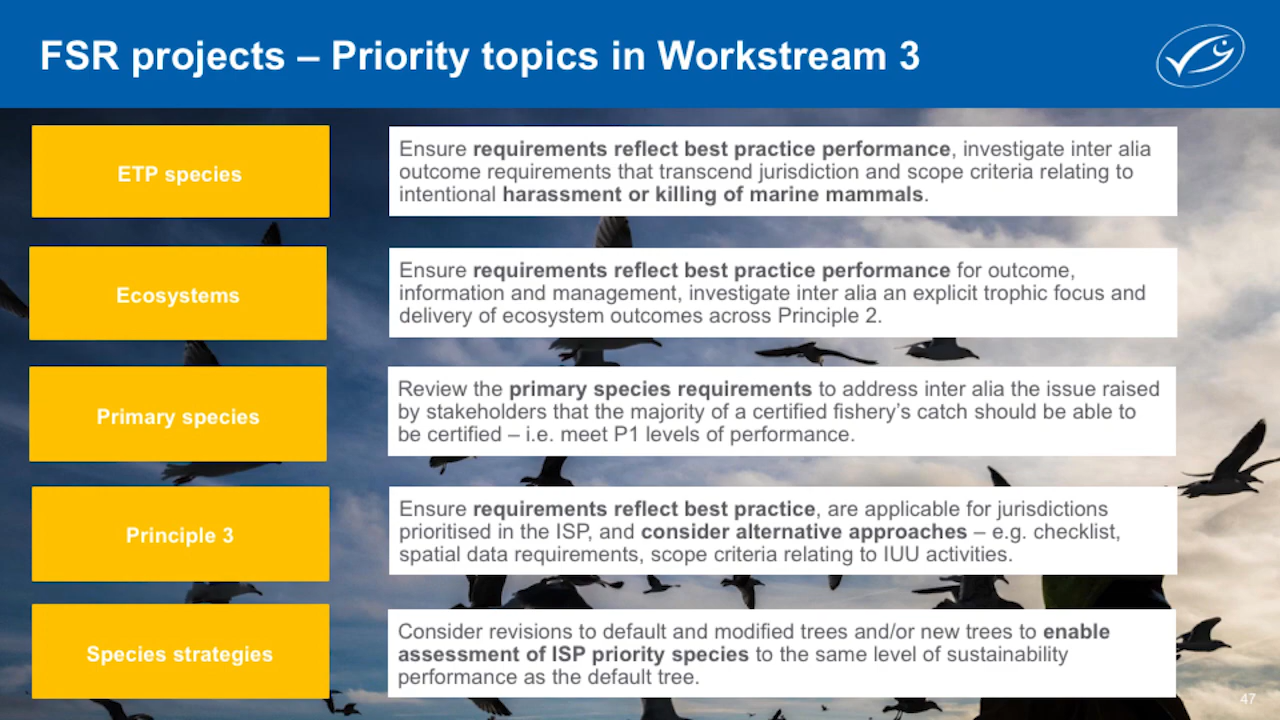 FSR projects – Priority topics in Workstream 3
ETP species
Ensure requirements reflect best practice performance, investigate inter alia
outcome requirements that transcend jurisdiction and scope criteria relating to
intentional harassment or killing of marine mammals.
Ecosystems
Ensure requirements reflect best practice performance for outcome,
information and management, investigate inter alia an explicit trophic focus and
delivery of ecosystem outcomes across Principle 2.
Primary species
Review the primary species requirements to address inter alia the issue raised
by stakeholders that the majority of a certified fishery’s catch should be able to
be certified – i.e. meet P1 levels of performance.
Principle 3
Ensure requirements reflect best practice, are applicable for jurisdictions
prioritised in the ISP, and consider alternative approaches – e.g. checklist,
spatial data requirements, scope criteria relating to IUU activities.
Species strategies
Consider revisions to default and modified trees and/or new trees to enable
assessment of ISP priority species to the same level of sustainability
performance as the default tree.
47